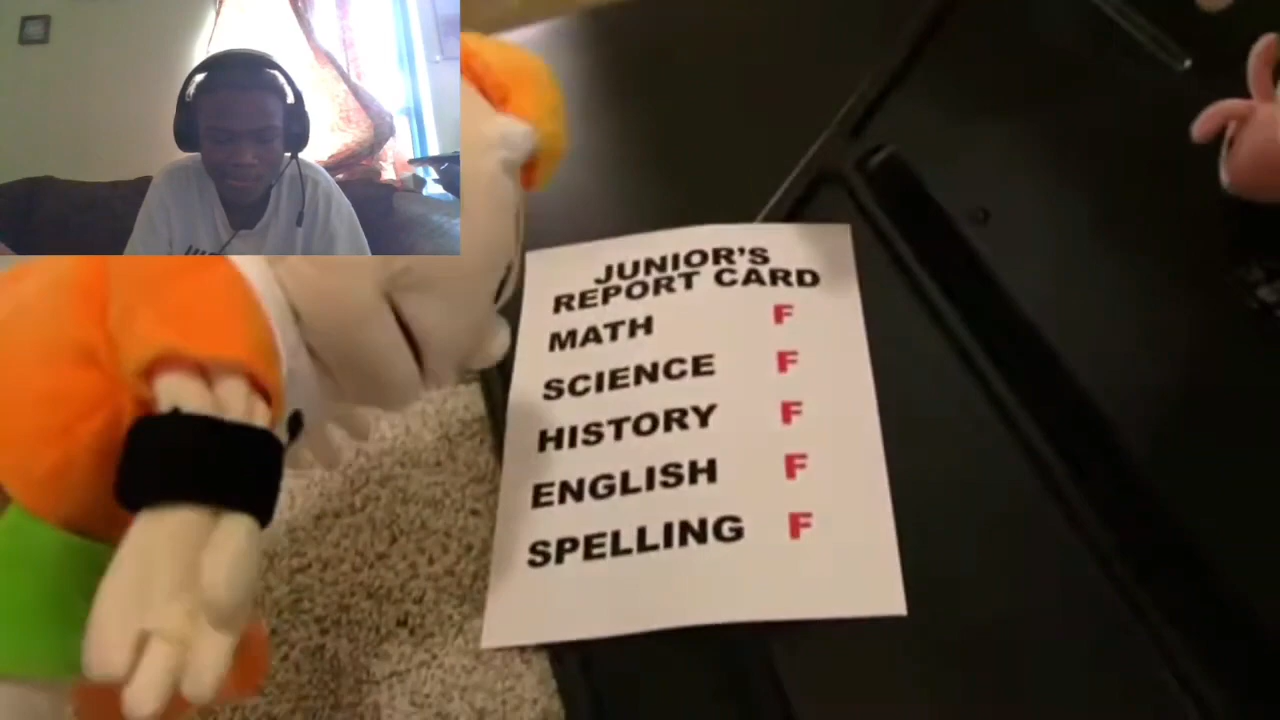 JUNIOR'S
REPORT CARD
MATH F
SCIENCE F
HISTORY F
ENGLISH F
SPELLING F